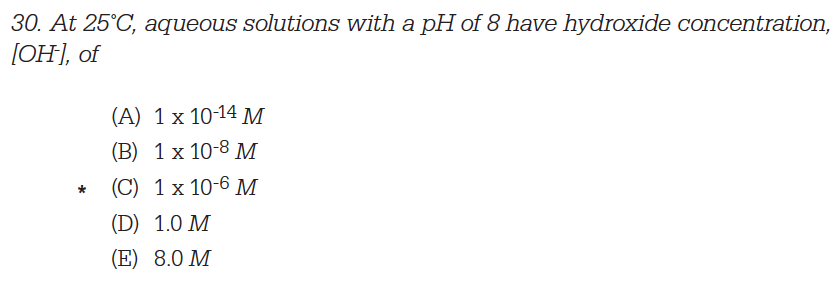 30. At 25°C, aqueous solutions with a pH of 8 have hydroxide concentration,
[OH-], of
(A) 1 x 10-14 M
(B) 1 x 10-8 M
* (C) 1 x 10-6 M
(D) 1.0 M
(E) 8.0 M